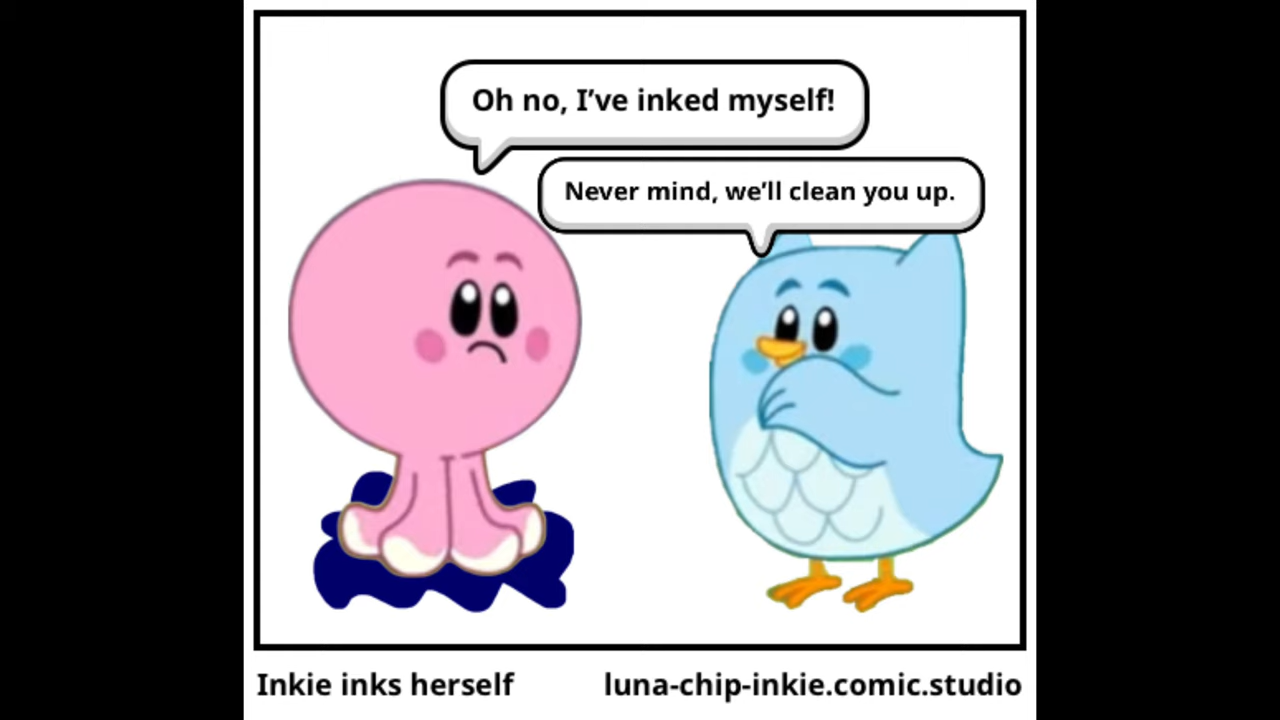 Oh no, I’ve inked myself!
Never mind, we’ll clean you up.
Inkie inks herself
luna-chip-inkie.comic.studio